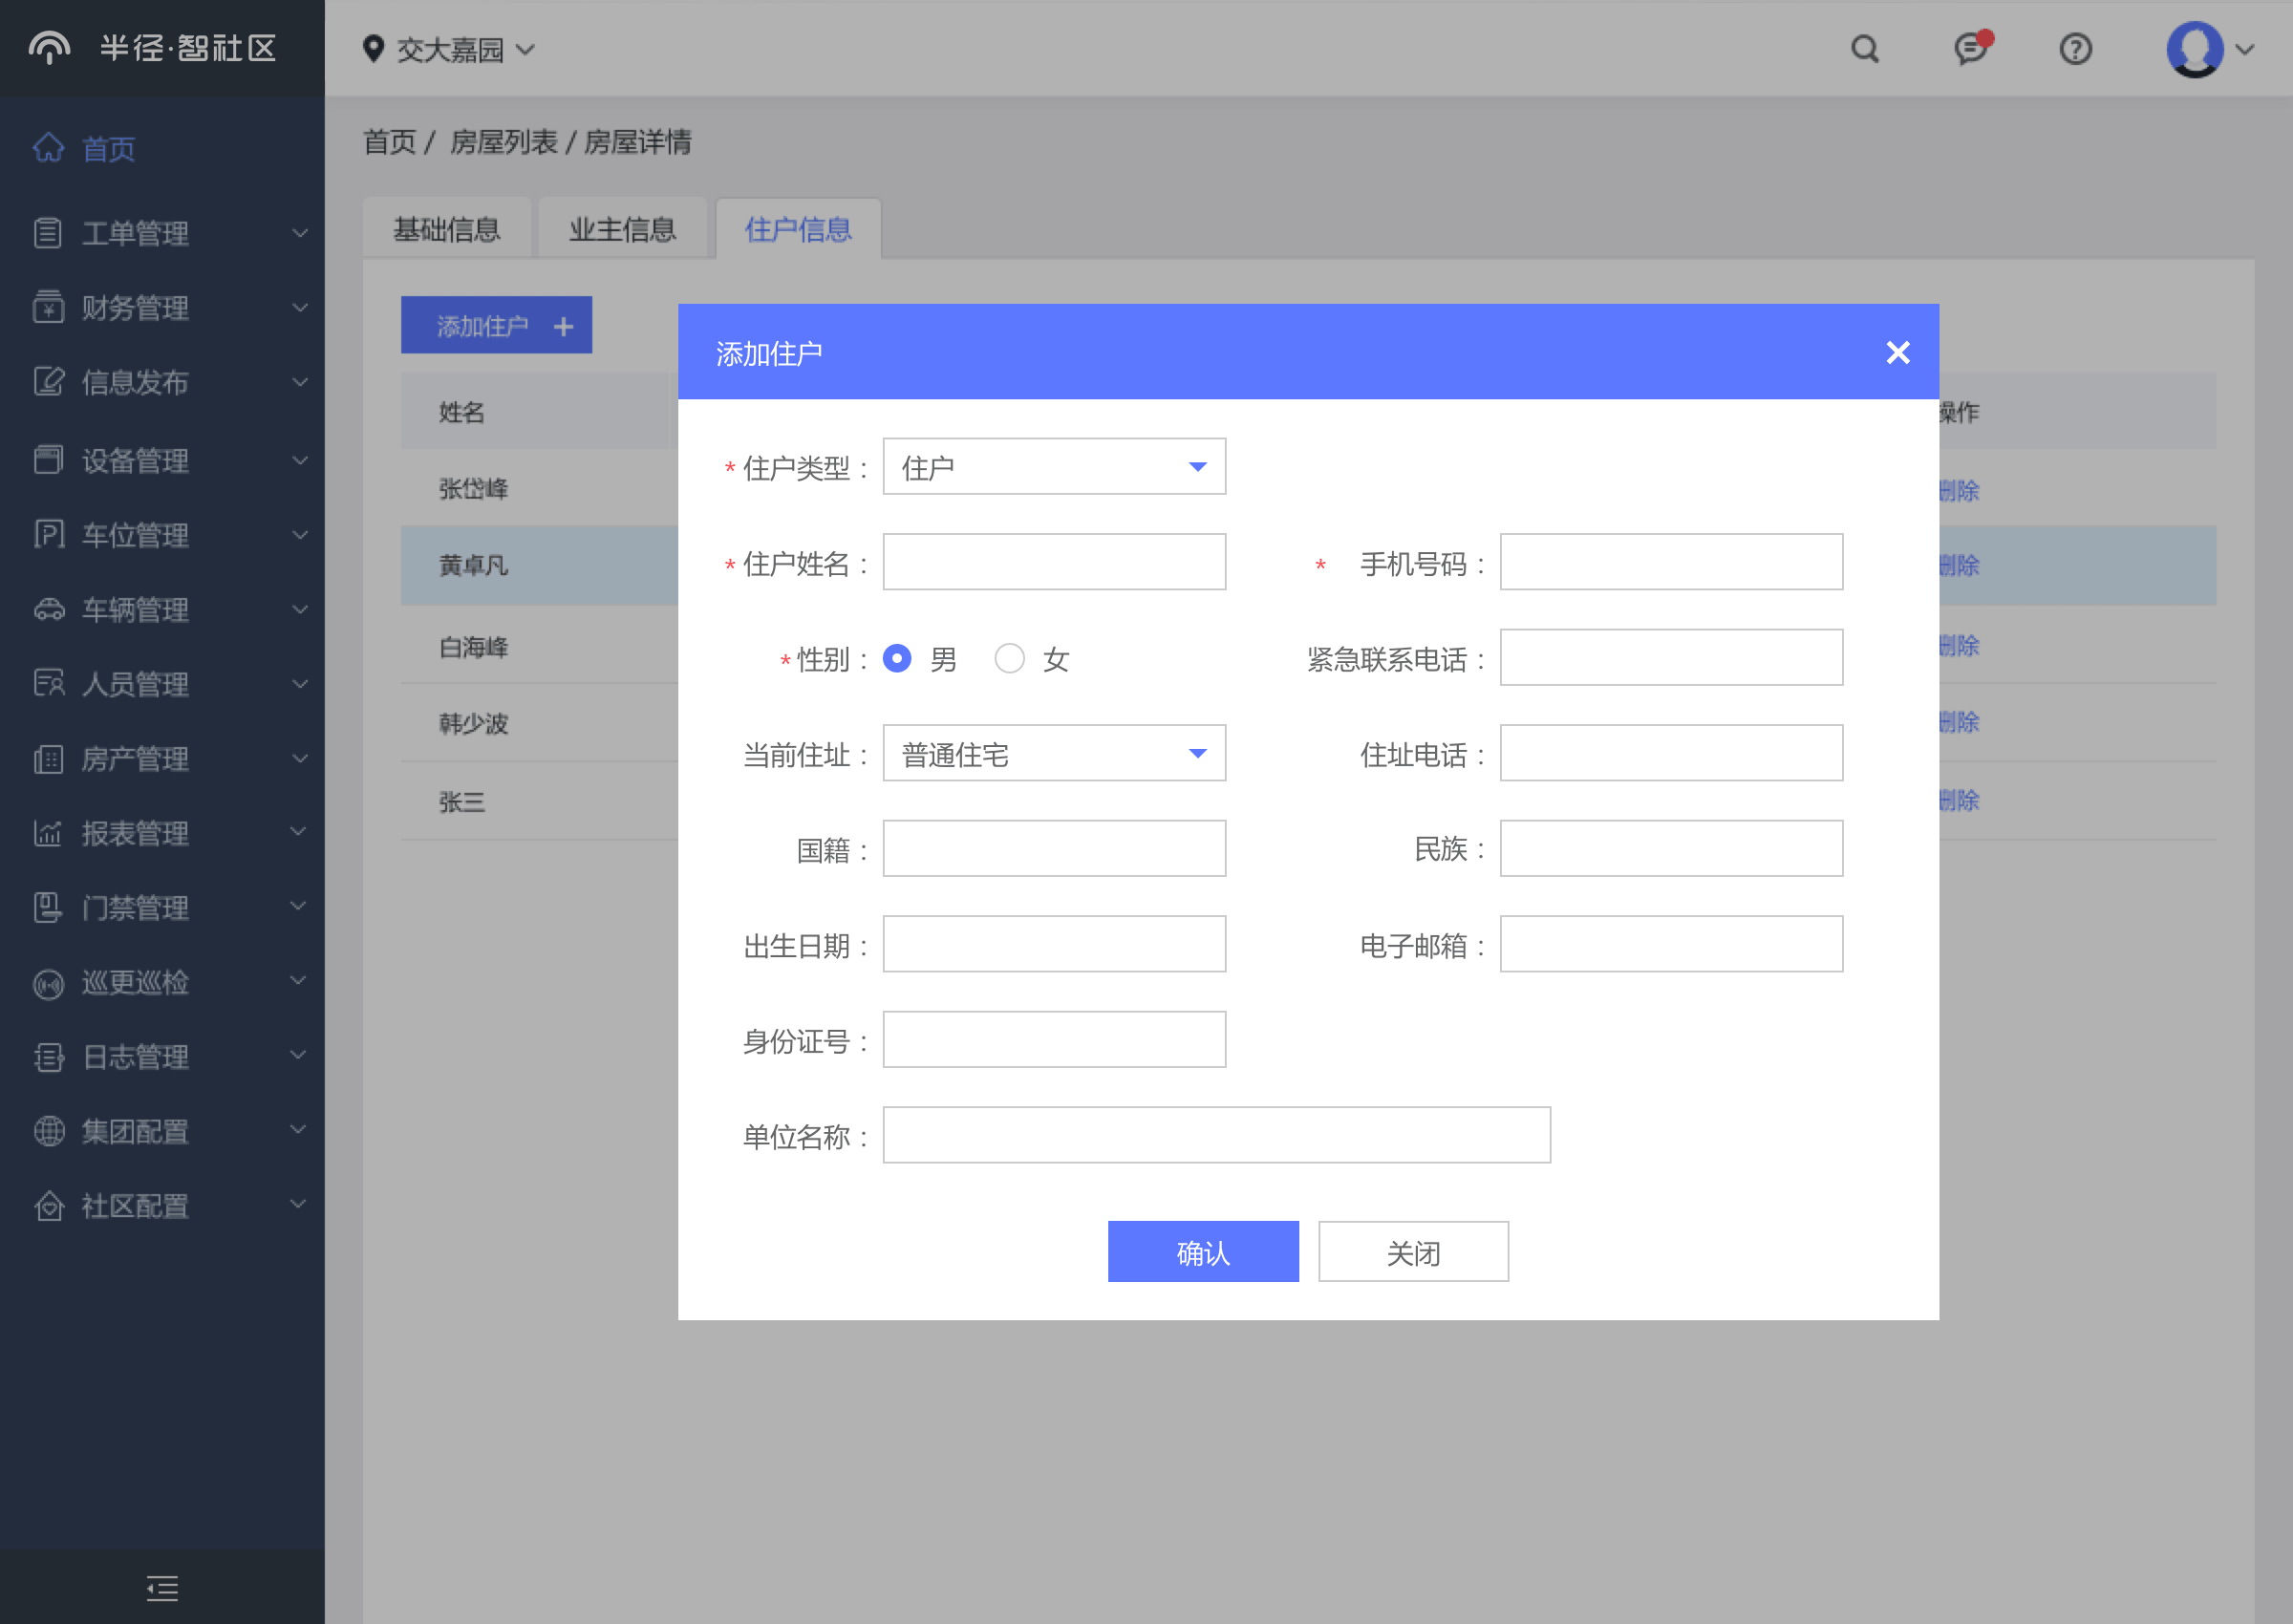 半径·智社区
交大嘉园
首页
工单管理
财务管理
信息发布
设备管理
车位管理
车辆管理
人员管理
房产管理
报表管理
门禁管理
巡更巡检
日志管理
集团配置
社区配置
首页 / 房屋列表 / 房屋详情
基础信息 业主信息 住户信息
添加住户 +
姓名 操作
张岱峰 删除
黄卓凡 删除
白海峰 删除
韩少波 删除
张三 删除
添加住户
* 住户类型： 住户
* 住户姓名： * 手机号码：
* 性别： 男 女 紧急联系电话：
当前住址： 普通住宅 住址电话：
国籍： 民族：
出生日期： 电子邮箱：
身份证号：
单位名称：
确认 关闭